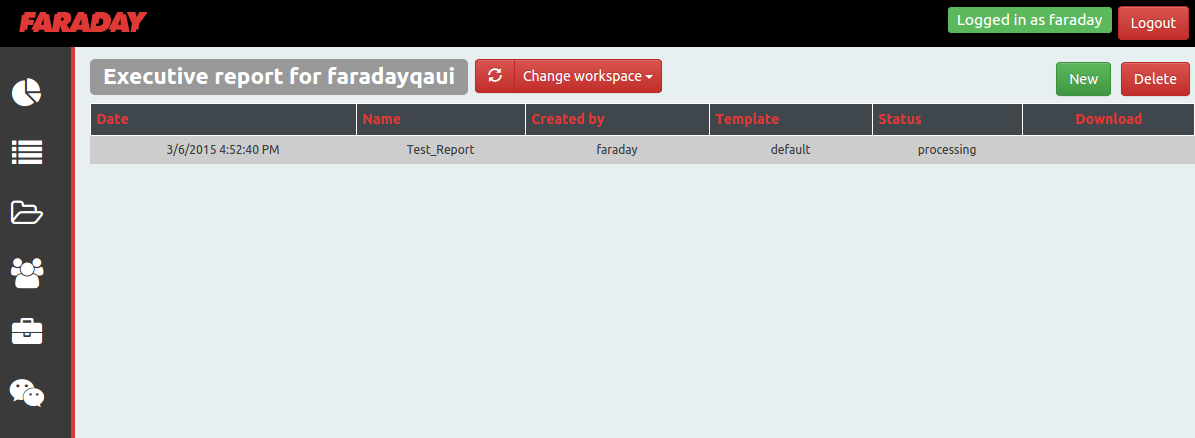 FARADAY Logged in as faraday Logout
Executive report for faradayqaui Change workspace New Delete
Date Name Created by Template Status Download
3/6/2015 4:52:40 PM Test_Report faraday default processing